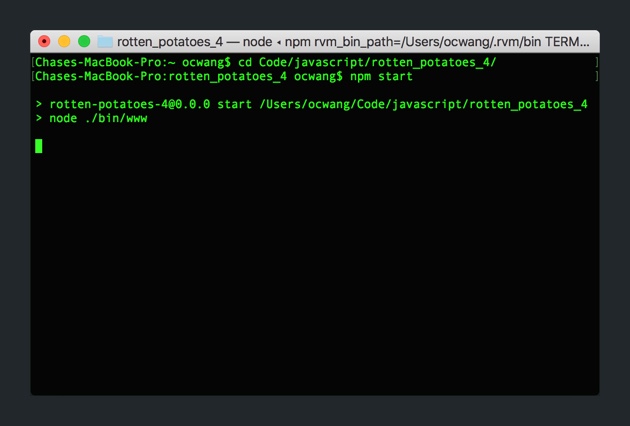 rotten_potatoes_4 — node ◂ npm rvm_bin_path=/Users/ocwang/.rvm/bin TERM...
[Chases-MacBook-Pro:~ ocwang$ cd Code/javascript/rotten_potatoes_4/ ]
[Chases-MacBook-Pro:rotten_potatoes_4 ocwang$ npm start ]
> rotten-potatoes-4@0.0.0 start /Users/ocwang/Code/javascript/rotten_potatoes_4
> node ./bin/www